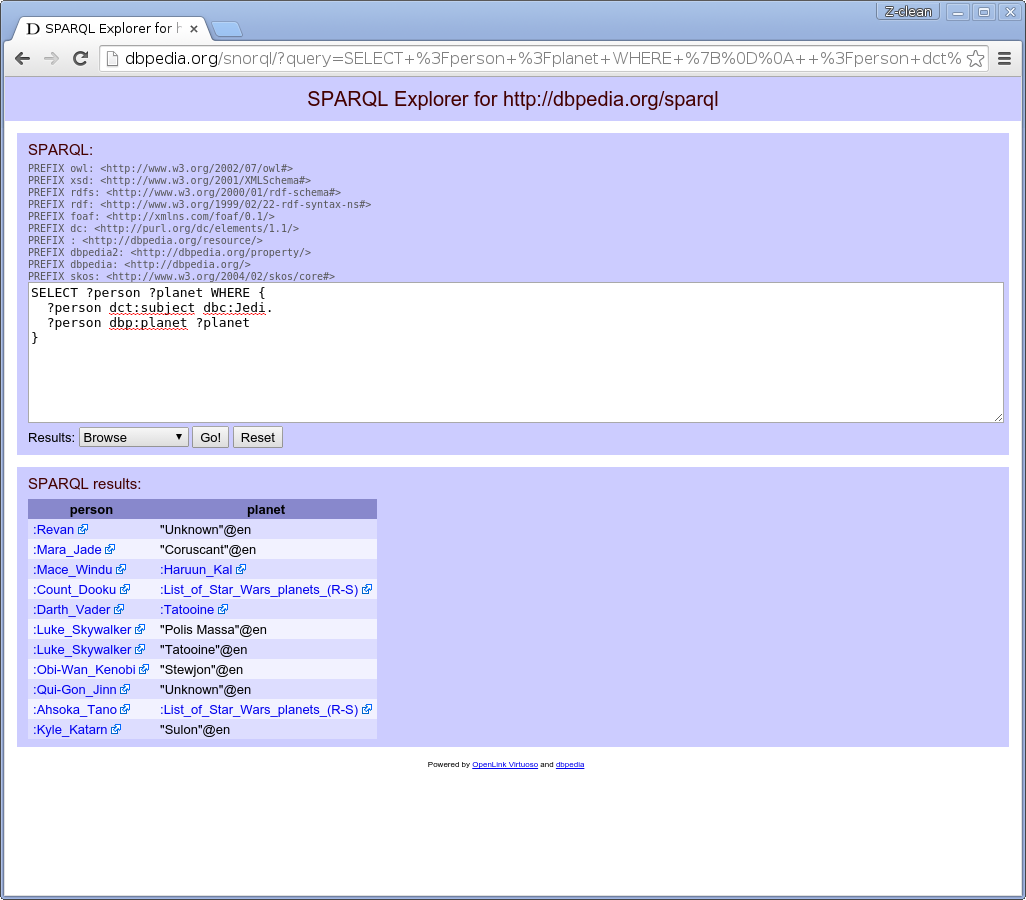 Z-clean
SPARQL Explorer for h
dbpedia.org/snorql/?query=SELECT+%3Fperson+%3Fplanet+WHERE+%7B%0D%0A++%3Fperson+dct%
SPARQL Explorer for http://dbpedia.org/sparql
SPARQL:
PREFIX owl: <http://www.w3.org/2002/07/owl#>
PREFIX xsd: <http://www.w3.org/2001/XMLSchema#>
PREFIX rdfs: <http://www.w3.org/2000/01/rdf-schema#>
PREFIX rdf: <http://www.w3.org/1999/02/22-rdf-syntax-ns#>
PREFIX foaf: <http://xmlns.com/foaf/0.1/>
PREFIX dc: <http://purl.org/dc/elements/1.1/>
PREFIX : <http://dbpedia.org/resource/>
PREFIX dbpedia2: <http://dbpedia.org/property/>
PREFIX dbpedia: <http://dbpedia.org/>
PREFIX skos: <http://www.w3.org/2004/02/skos/core#>
SELECT ?person ?planet WHERE {
  ?person dct:subject dbc:Jedi.
  ?person dbp:planet ?planet
}
Results: Browse Go! Reset
SPARQL results:
person planet
:Revan "Unknown"@en
:Mara_Jade "Coruscant"@en
:Mace_Windu :Haruun_Kal
:Count_Dooku :List_of_Star_Wars_planets_(R-S)
:Darth_Vader :Tatooine
:Luke_Skywalker "Polis Massa"@en
:Luke_Skywalker "Tatooine"@en
:Obi-Wan_Kenobi "Stewjon"@en
:Qui-Gon_Jinn "Unknown"@en
:Ahsoka_Tano :List_of_Star_Wars_planets_(R-S)
:Kyle_Katarn "Sulon"@en
Powered by OpenLink Virtuoso and dbpedia